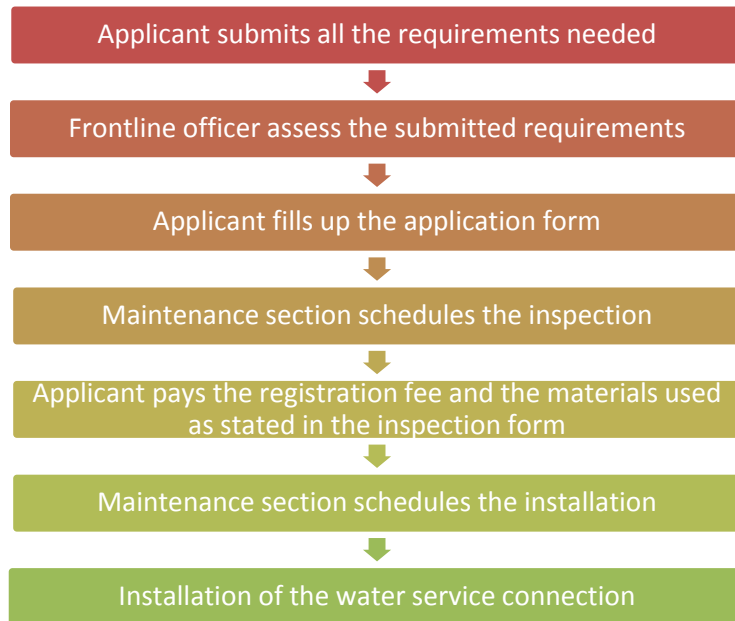 Applicant submits all the requirements needed
Frontline officer assess the submitted requirements
Applicant fills up the application form
Maintenance section schedules the inspection
Applicant pays the registration fee and the materials used
as stated in the inspection form
Maintenance section schedules the installation
Installation of the water service connection